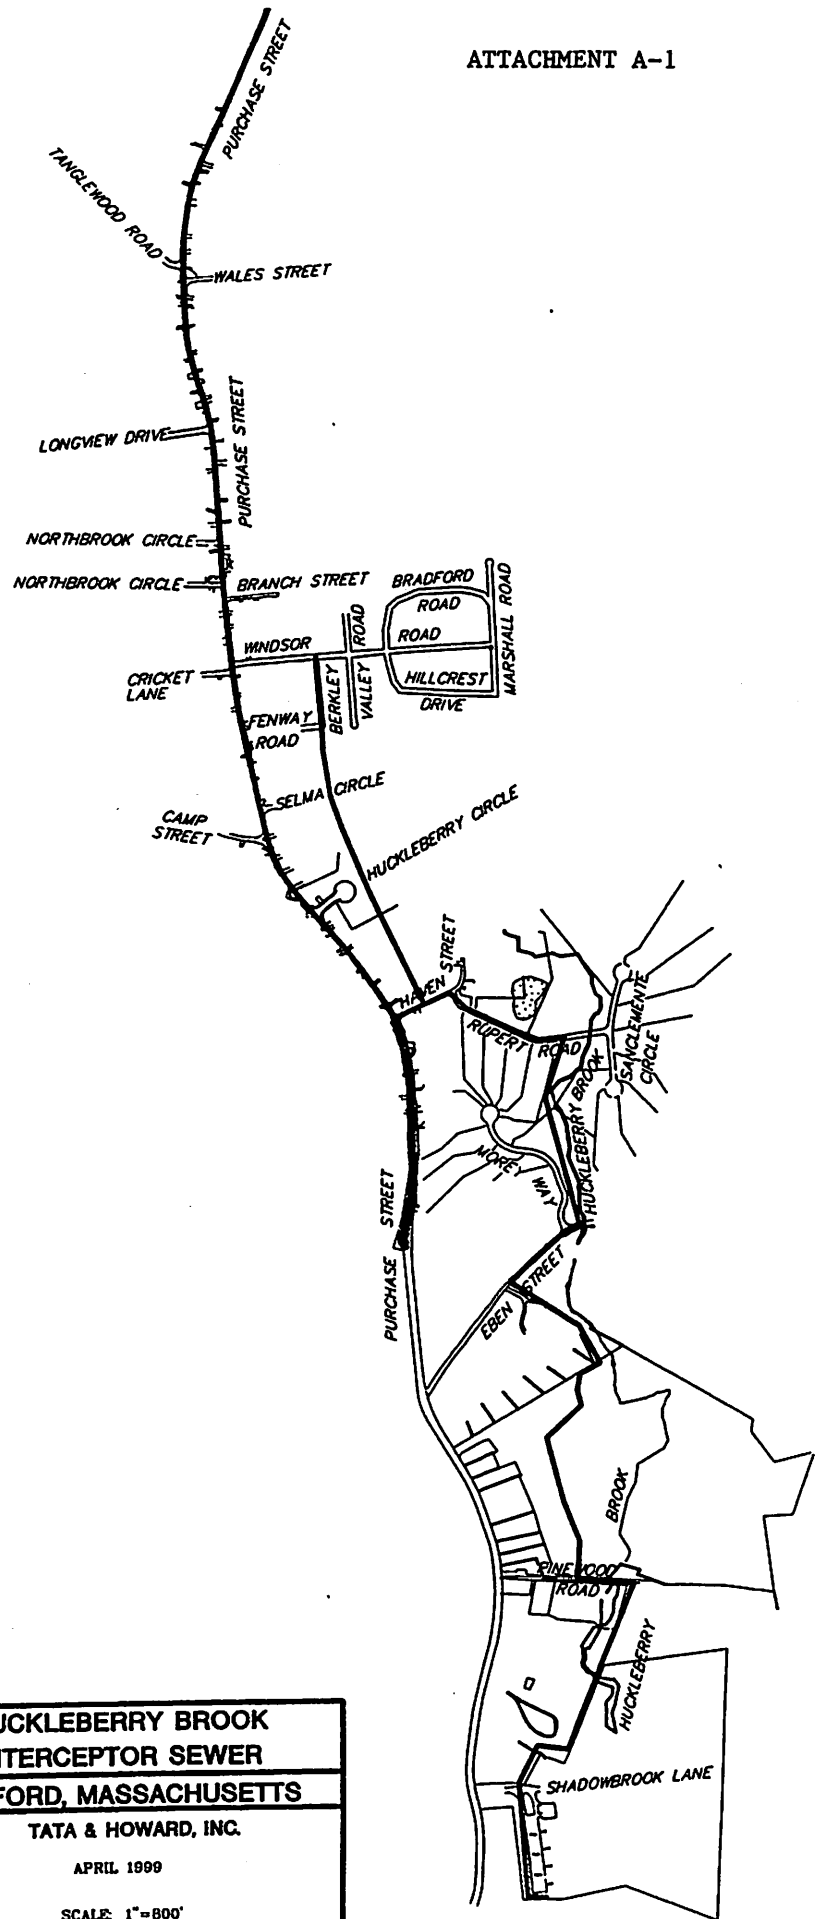 ATTACHMENT A-1
PURCHASE STREET
TANGLEWOOD ROAD
WALES STREET
LONGVIEW DRIVE
PURCHASE STREET
NORTHBROOK CIRCLE
NORTHBROOK CIRCLE
BRANCH STREET
BRADFORD
ROAD
MARSHALL ROAD
WINDSOR
ROAD
VALLEY ROAD
BERKLEY
CRICKET
LANE
HILLCREST
DRIVE
FENWAY
ROAD
SELMA CIRCLE
CAMP
STREET
HUCKLEBERRY CIRCLE
HAVEN STREET
RUPERT ROAD
SANCLEMENTE
CIRCLE
HUCKLEBERRY BROOK
MOREY WAY
PURCHASE STREET
EBEN STREET
BROOK
PINEWOOD
ROAD
HUCKLEBERRY
SHADOWBROOK LANE
UCKLEBERRY BROOK
TERCEPTOR SEWER
FORD, MASSACHUSETTS
TATA & HOWARD, INC.
APRIL 1999
SCALE: 1"=800'